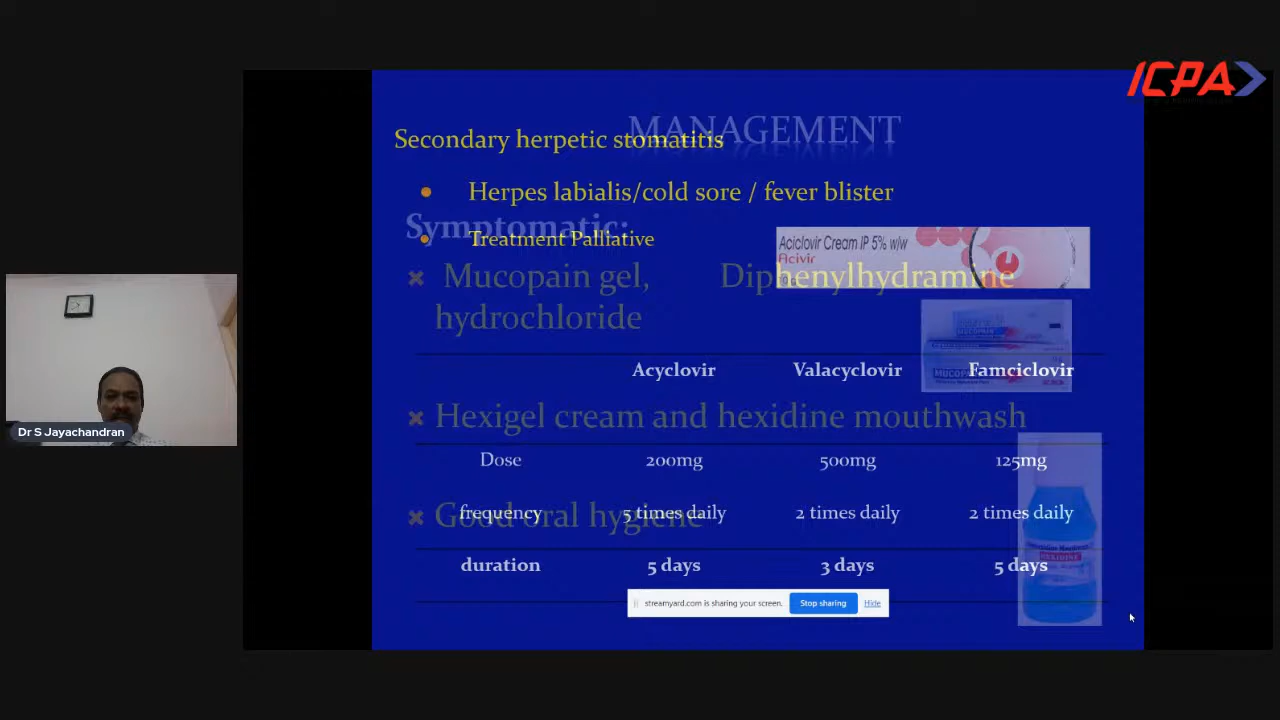 ICPA
MANAGEMENT
Secondary herpetic stomatitis
Herpes labialis/cold sore / fever blister
Symptomatic:
Treatment Palliative
Aciclovir Cream IP 5% w/w
Acivir
Mucopain gel, Diphenylhydramine
hydrochloride
MUCOPAIN
Acyclovir Valacyclovir Famciclovir
Hexigel cream and hexidine mouthwash
Dose 200mg 500mg 125mg
Good oral hygiene
frequency 5 times daily 2 times daily 2 times daily
HEXIDINE
duration 5 days 3 days 5 days
streamyard.com is sharing your screen. Stop sharing Hide
Dr S Jayachandran